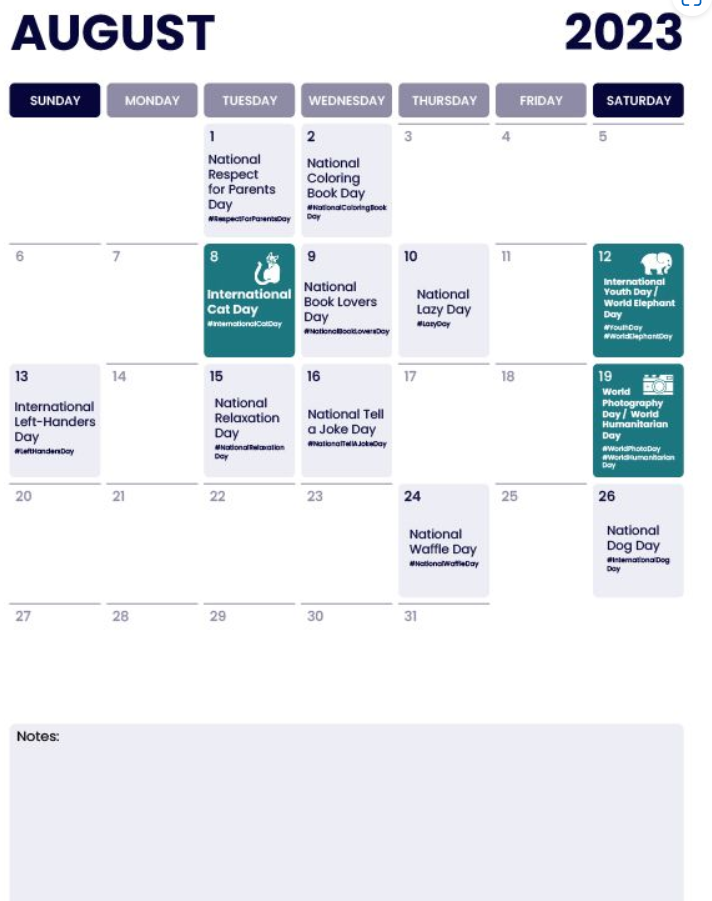 AUGUST 2023
SUNDAY MONDAY TUESDAY WEDNESDAY THURSDAY FRIDAY SATURDAY
1
National
Respect
for Parents
Day
#RespectForParentsDay
2
National
Coloring
Book Day
#NationalColoringBook
Day
3
4
5
6
7
8
International
Cat Day
#InternationalCatDay
9
National
Book Lovers
Day
#NationalBookLoversDay
10
National
Lazy Day
#LazyDay
11
12
International
Youth Day /
World Elephant
Day
#YouthDay
#WorldElephantDay
13
International
Left-Handers
Day
#LeftHandersDay
14
15
National
Relaxation
Day
#NationalRelaxation
Day
16
National Tell
a Joke Day
#NationalTellAJokeDay
17
18
19
World
Photography
Day / World
Humanitarian
Day
#WorldPhotoDay
#WorldHumanitarian
Day
20
21
22
23
24
National
Waffle Day
#NationalWaffleDay
25
26
National
Dog Day
#InternationalDog
Day
27
28
29
30
31
Notes: